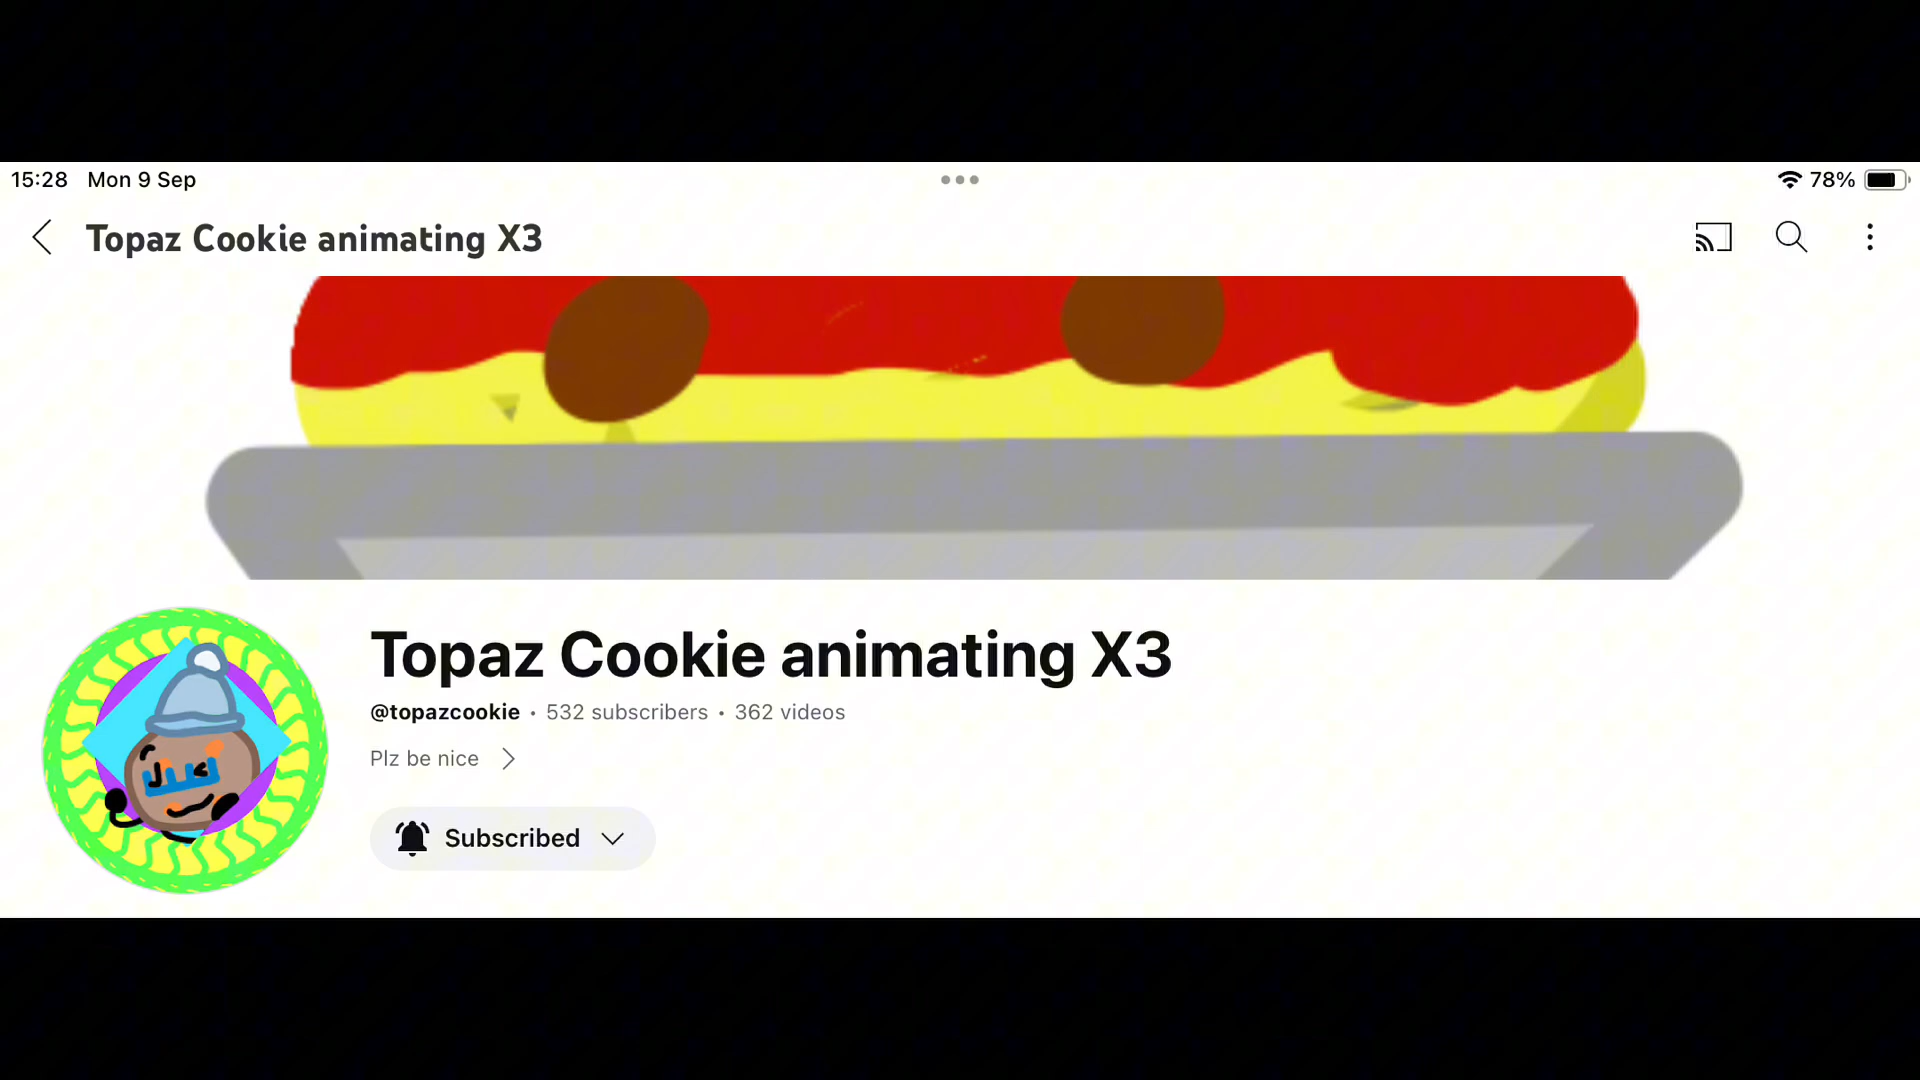 15:28 Mon 9 Sep 78%
Topaz Cookie animating X3
Topaz Cookie animating X3
@topazcookie • 532 subscribers • 362 videos
Plz be nice
Subscribed